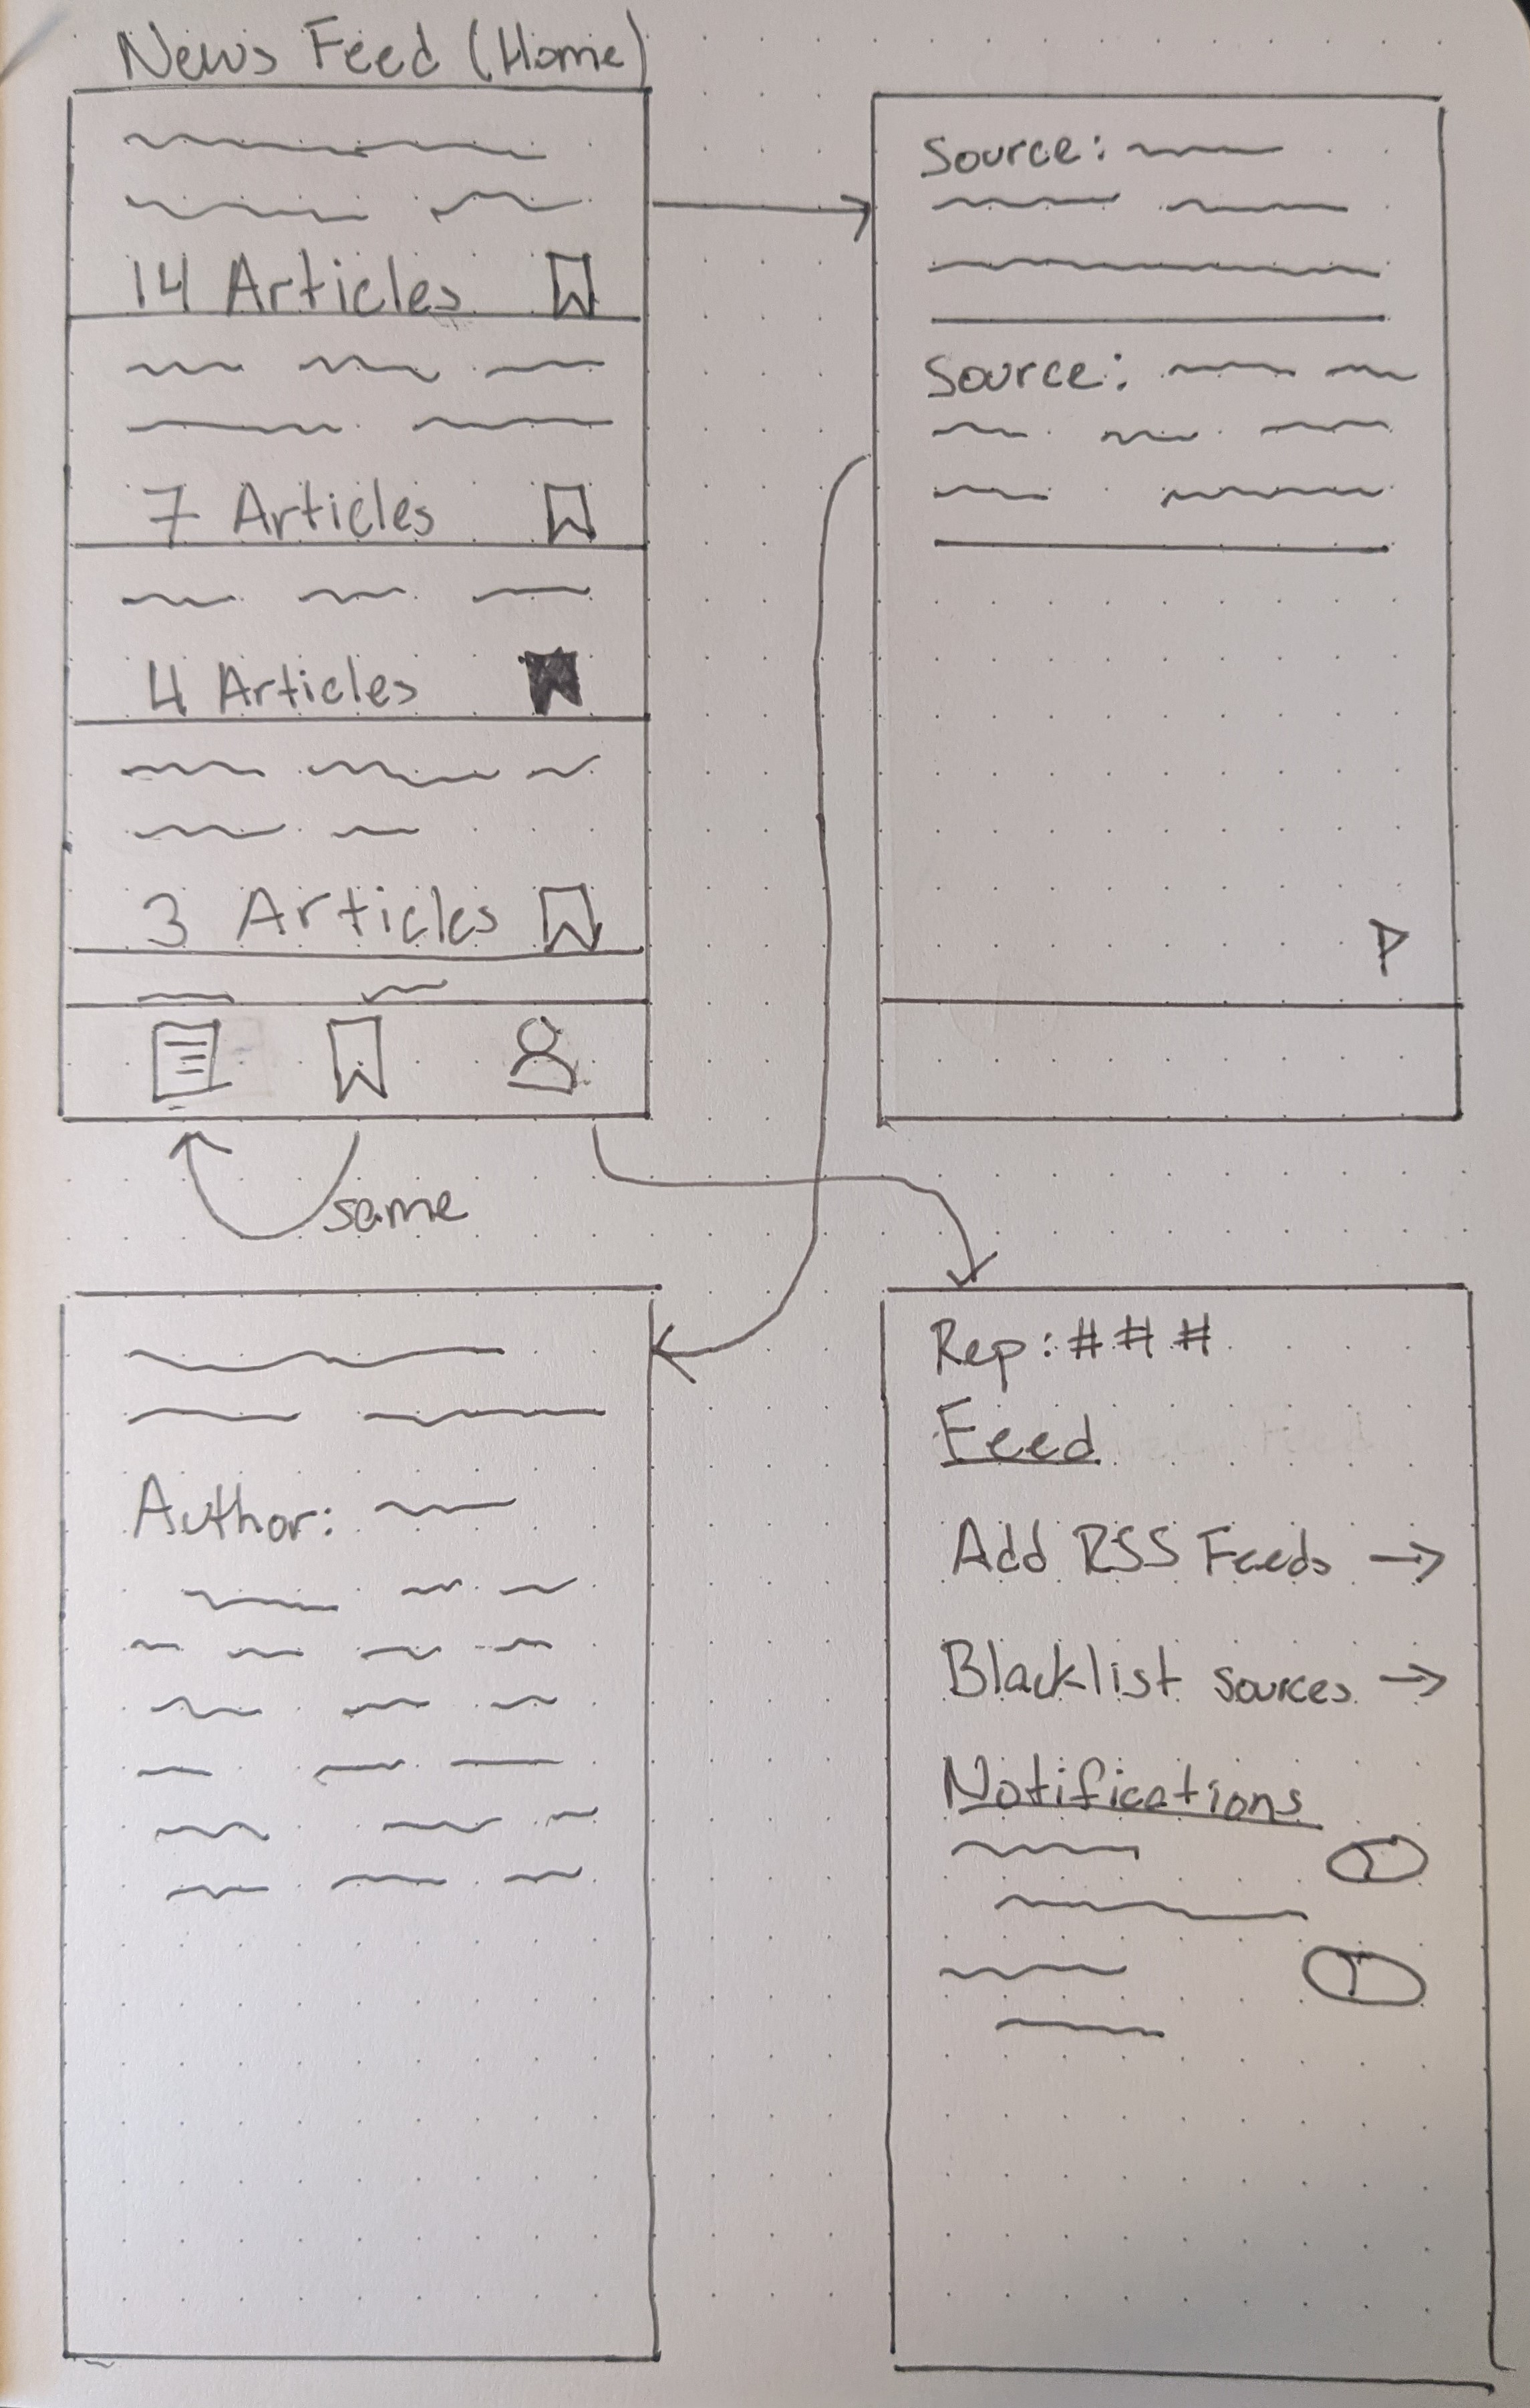 News Feed (Home)
14 Articles
7 Articles
4 Articles
3 Articles
same
Source:
Source:
Author:
Rep: # # #
Feed
Add RSS Feeds →
Blacklist sources →
Notifications